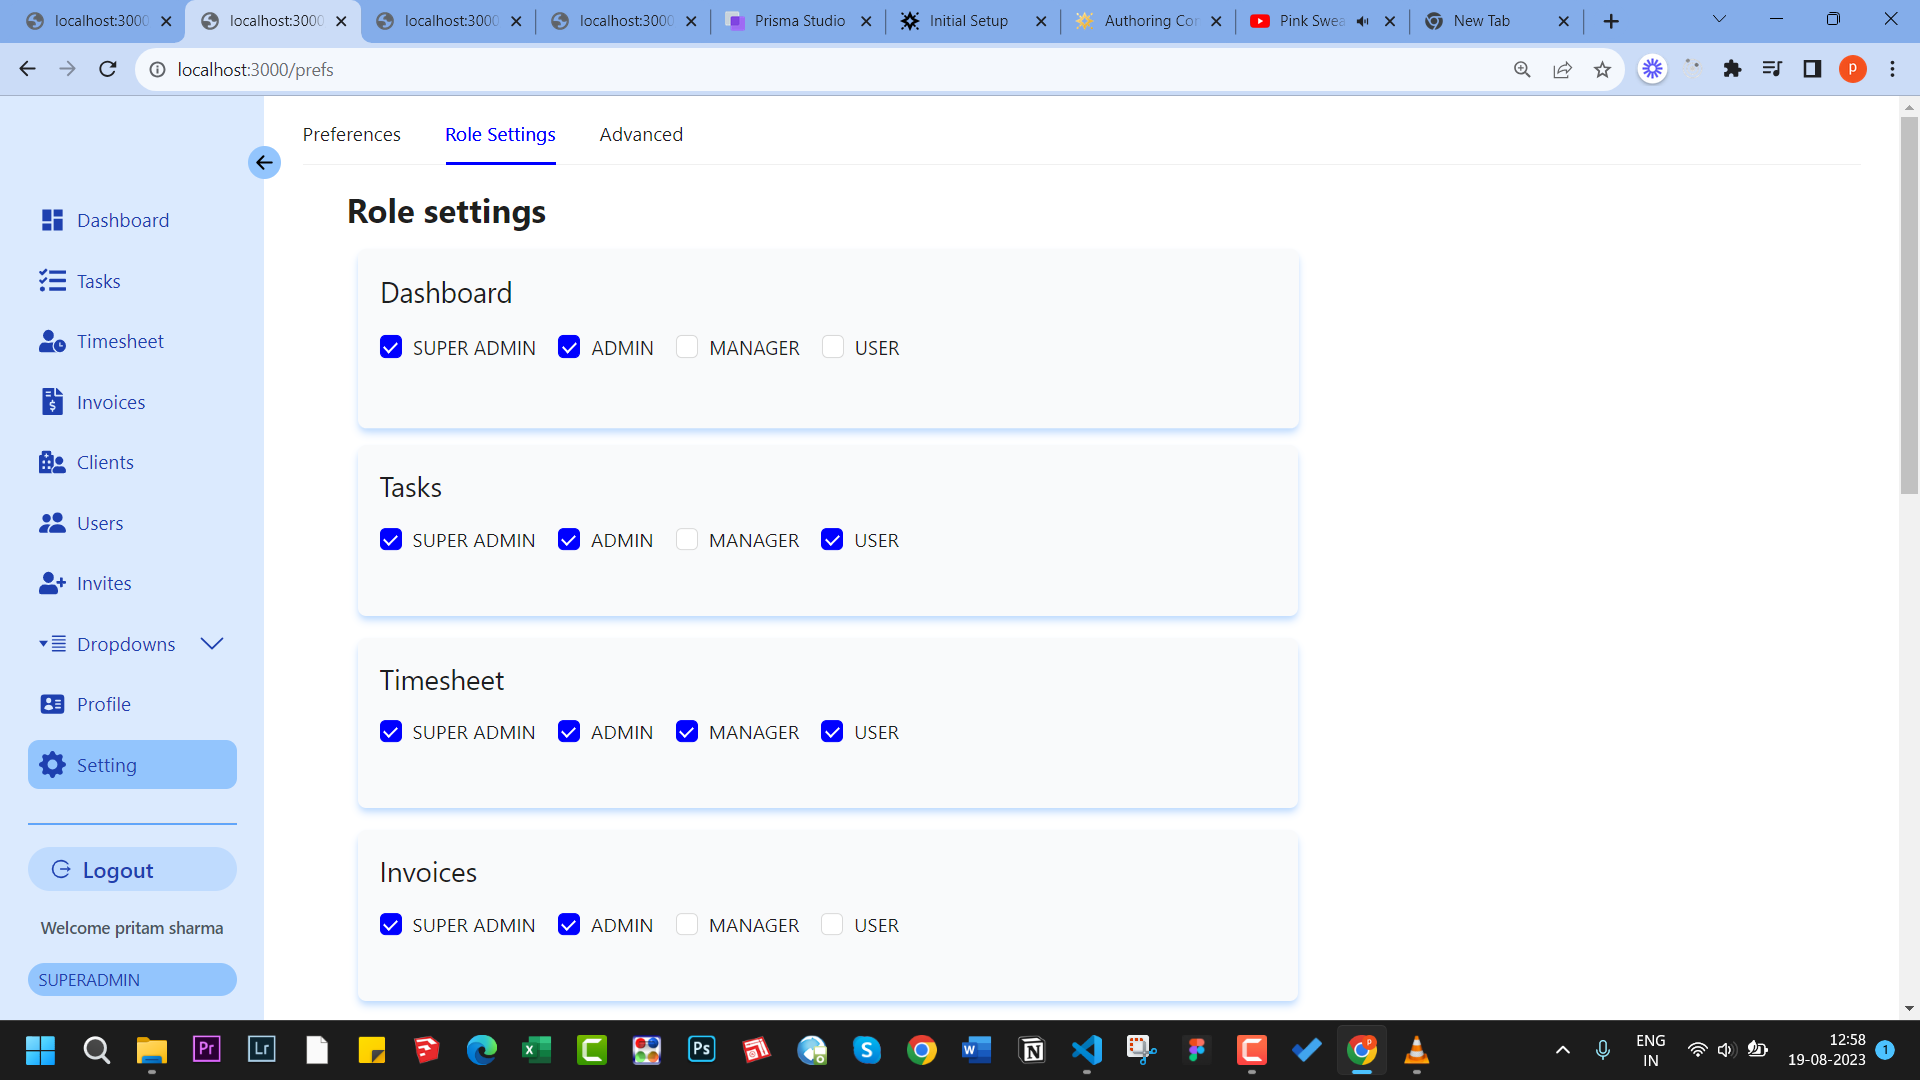 localhost:3000
localhost:3000
localhost:3000
localhost:3000
Prisma Studio
Initial Setup
Authoring Cor
Pink Swea
New Tab
localhost:3000/prefs
P
Preferences
Role Settings
Advanced
Dashboard
Tasks
Timesheet
Invoices
Clients
Users
Invites
Dropdowns
Profile
Setting
Logout
Welcome pritam sharma
SUPERADMIN
Role settings
Dashboard
SUPER ADMIN ADMIN MANAGER USER
Tasks
SUPER ADMIN ADMIN MANAGER USER
Timesheet
SUPER ADMIN ADMIN MANAGER USER
Invoices
SUPER ADMIN ADMIN MANAGER USER
Pr
Lr
Ps
ENG
IN
12:58
19-08-2023
1